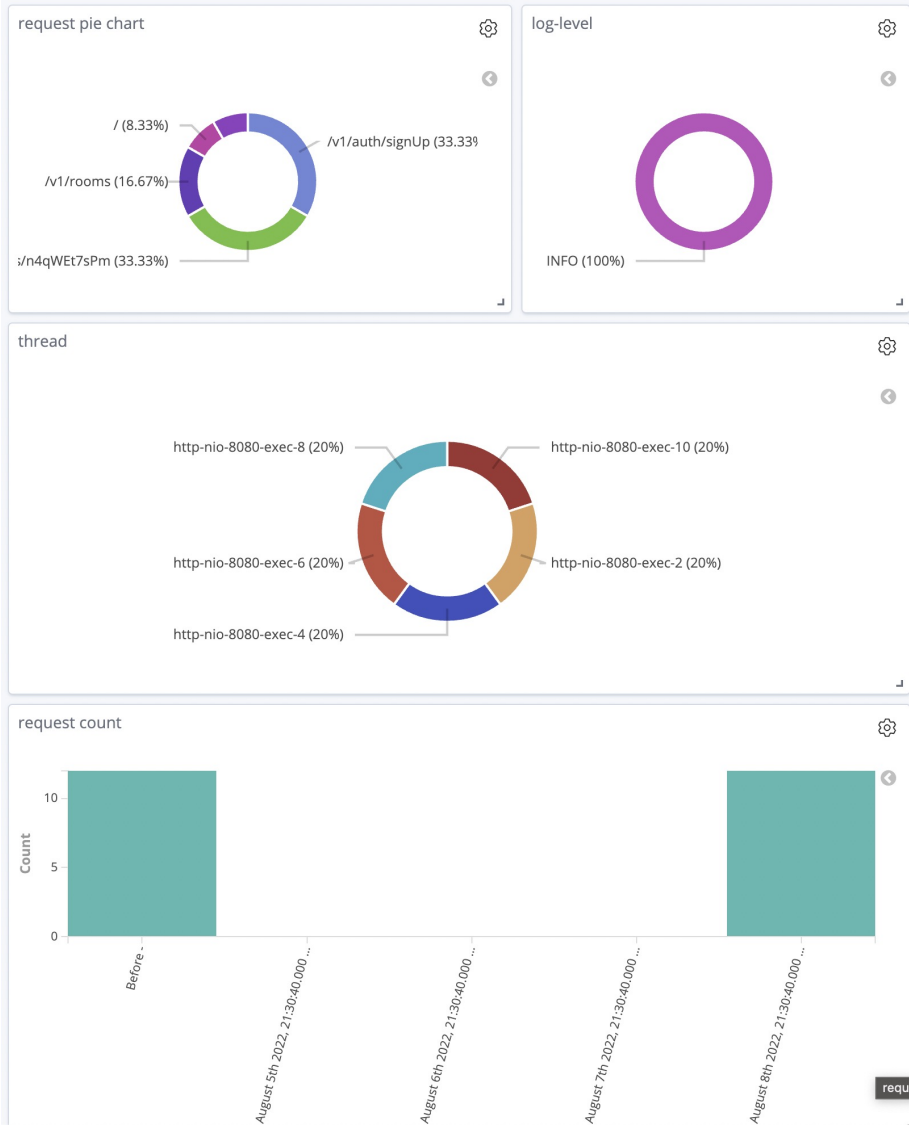 request pie chart
/ (8.33%)
/v1/auth/signUp (33.33%
/v1/rooms (16.67%)
s/n4qWEt7sPm (33.33%)
log-level
INFO (100%)
thread
http-nio-8080-exec-8 (20%)
http-nio-8080-exec-10 (20%)
http-nio-8080-exec-6 (20%)
http-nio-8080-exec-2 (20%)
http-nio-8080-exec-4 (20%)
request count
Count
10
5
0
Before -
August 5th 2022, 21:30:40.000 ...
August 6th 2022, 21:30:40.000 ...
August 7th 2022, 21:30:40.000 ...
August 8th 2022, 21:30:40.000 ...
requ